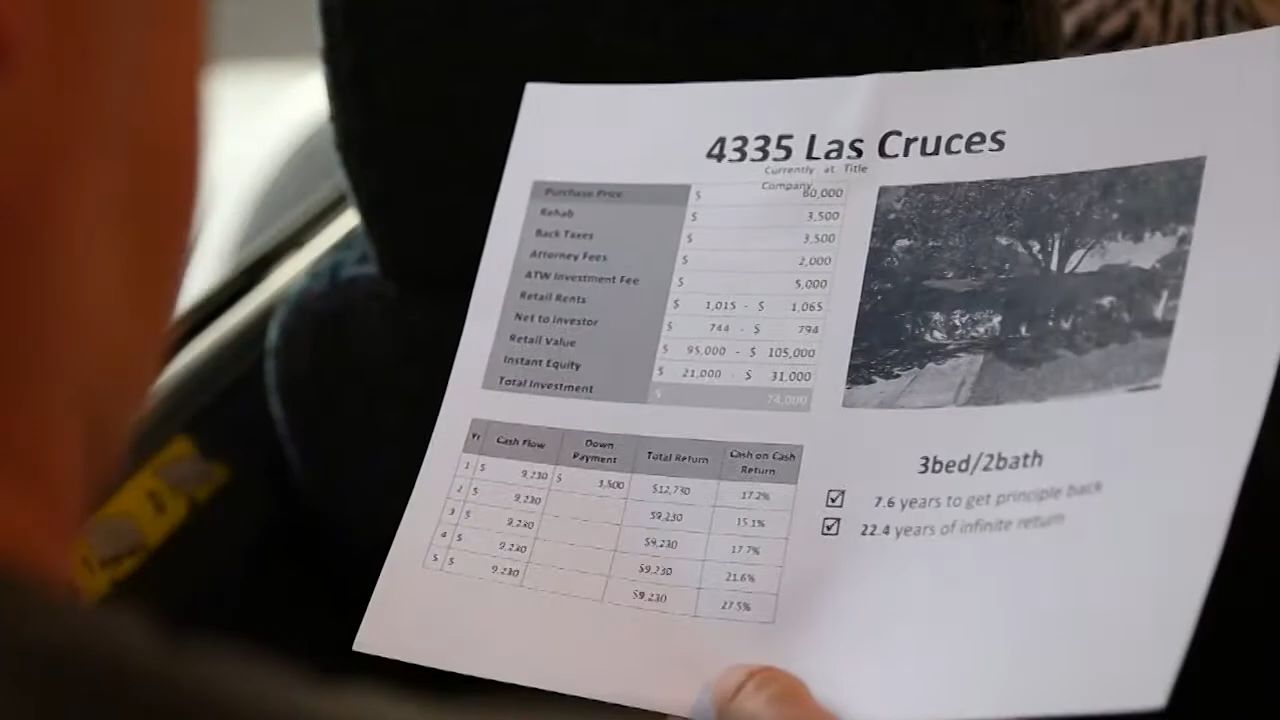 4335 Las Cruces
Currently at Title
Company
Purchase Price $ 60,000
Rehab $ 3,500
Back Taxes $ 3,500
Attorney Fees $ 2,000
ATW Investment Fee $ 5,000
Retail Rents $ 1,015 - $ 1,065
Net to Investor $ 744 - $ 794
Retail Value $ 95,000 - $ 105,000
Instant Equity $ 21,000 - $ 31,000
Total Investment $ 74,000
Yr Cash Flow Down Payment Total Return Cash on Cash Return
1 $ 9,230 $ 3,500 $12,730 17.2%
2 $ 9,230 $9,230 15.1%
3 $ 9,230 $9,230 17.7%
4 $ 9,230 $9,230 21.6%
5 $ 9,230 $9,230 27.5%
3bed/2bath
7.6 years to get principle back
22.4 years of infinite return